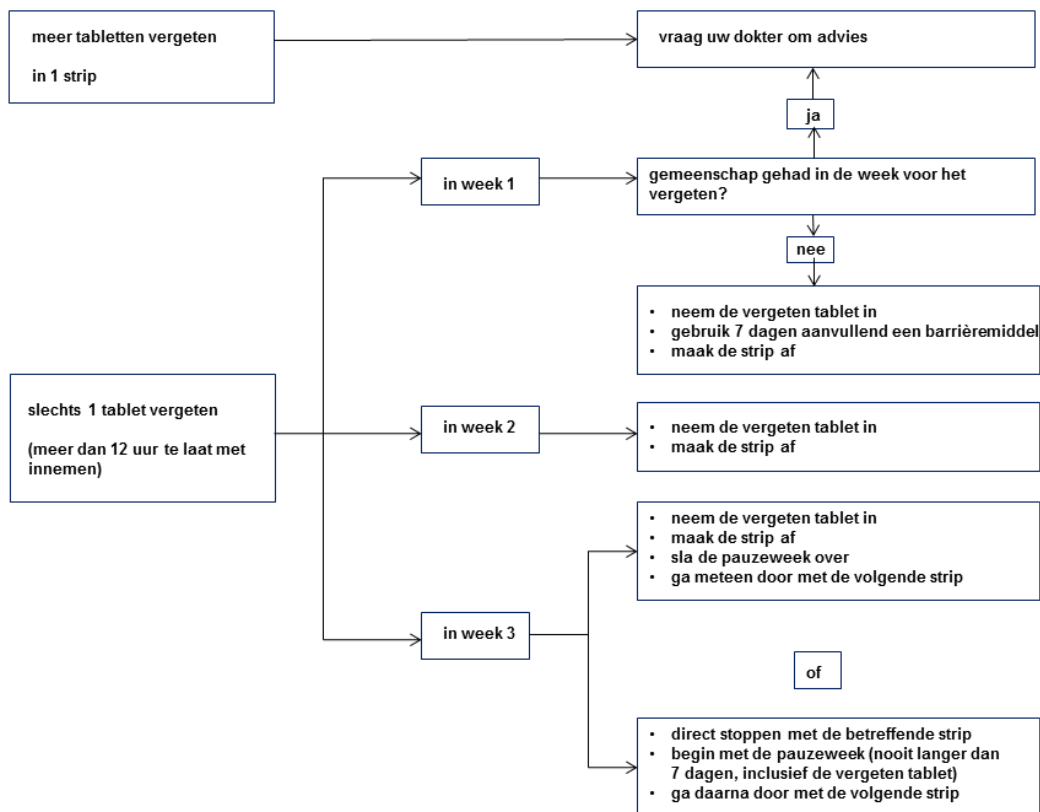 meer tabletten vergeten
in 1 strip
vraag uw dokter om advies
ja
in week 1
gemeenschap gehad in de week voor het
vergeten?
nee
• neem de vergeten tablet in
• gebruik 7 dagen aanvullend een barrièremiddel
• maak de strip af
slechts 1 tablet vergeten
(meer dan 12 uur te laat met
innemen)
in week 2
• neem de vergeten tablet in
• maak de strip af
• neem de vergeten tablet in
• maak de strip af
• sla de pauzeweek over
• ga meteen door met de volgende strip
in week 3
of
• direct stoppen met de betreffende strip
• begin met de pauzeweek (nooit langer dan
7 dagen, inclusief de vergeten tablet)
• ga daarna door met de volgende strip